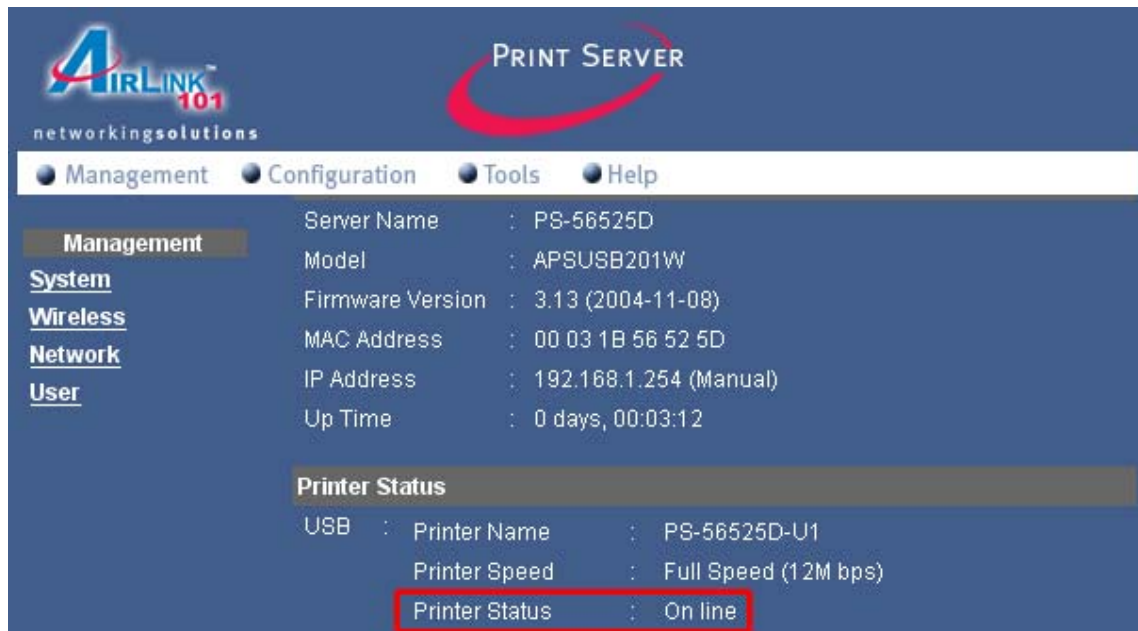 AIRLINK™
101
networkingsolutions
PRINT SERVER
Management Configuration Tools Help
Management
System
Wireless
Network
User
Server Name : PS-56525D
Model : APSUSB201W
Firmware Version : 3.13 (2004-11-08)
MAC Address : 00 03 1B 56 52 5D
IP Address : 192.168.1.254 (Manual)
Up Time : 0 days, 00:03:12
Printer Status
USB : Printer Name : PS-56525D-U1
Printer Speed : Full Speed (12M bps)
Printer Status : On line